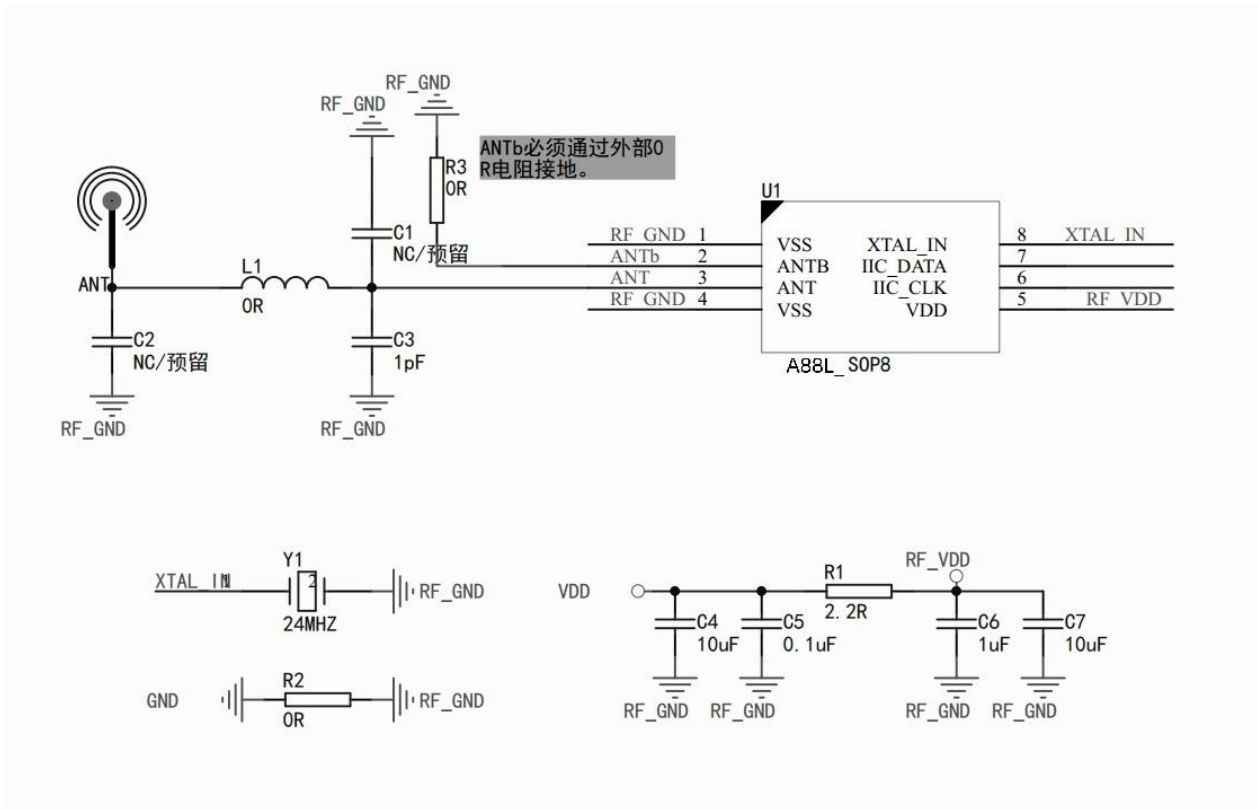 RF_GND
RF_GND
ANTb必须通过外部0
R电阻接地。
R3
0R
U1
C1
NC/预留
RF_GND 1 VSS XTAL_IN 8 XTAL_IN
ANTb 2 ANTB IIC_DATA 7
ANT 3 ANT IIC_CLK 6
RF_GND 4 VSS VDD 5 RF_VDD
L1
ANT
0R
C2
NC/预留
C3
1pF
A88L_SOP8
RF_GND
RF_GND
Y1
XTAL_IN 1 2 RF_GND
24MHZ
R2
GND RF_GND
0R
RF_VDD
R1
VDD
2.2R
C4
10uF
C5
0.1uF
C6
1uF
C7
10uF
RF_GND RF_GND RF_GND RF_GND